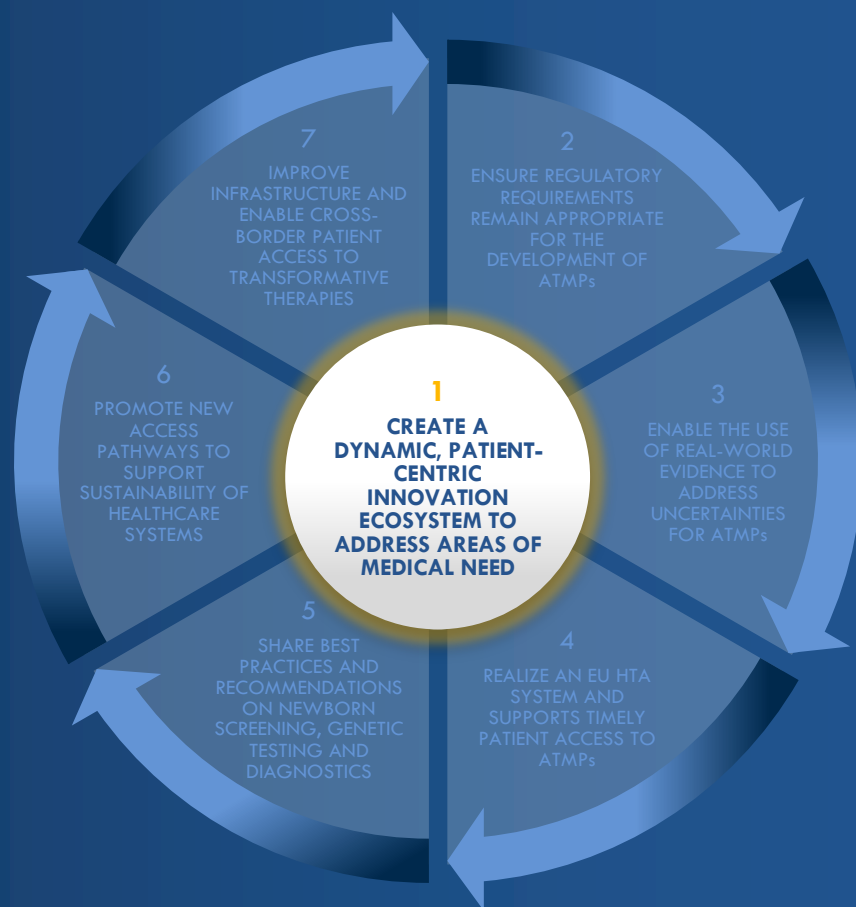 1
CREATE A
DYNAMIC, PATIENT-
CENTRIC
INNOVATION
ECOSYSTEM TO
ADDRESS AREAS OF
MEDICAL NEED
2
ENSURE REGULATORY
REQUIREMENTS
REMAIN APPROPRIATE
FOR THE
DEVELOPMENT OF
ATMPs
3
ENABLE THE USE
OF REAL-WORLD
EVIDENCE TO
ADDRESS
UNCERTAINTIES
FOR ATMPs
4
REALIZE AN EU HTA
SYSTEM AND
SUPPORTS TIMELY
PATIENT ACCESS TO
ATMPs
5
SHARE BEST
PRACTICES AND
RECOMMENDATIONS
ON NEWBORN
SCREENING, GENETIC
TESTING AND
DIAGNOSTICS
6
PROMOTE NEW
ACCESS
PATHWAYS TO
SUPPORT
SUSTAINABILITY OF
HEALTHCARE
SYSTEMS
7
IMPROVE
INFRASTRUCTURE AND
ENABLE CROSS-
BORDER PATIENT
ACCESS TO
TRANSFORMATIVE
THERAPIES